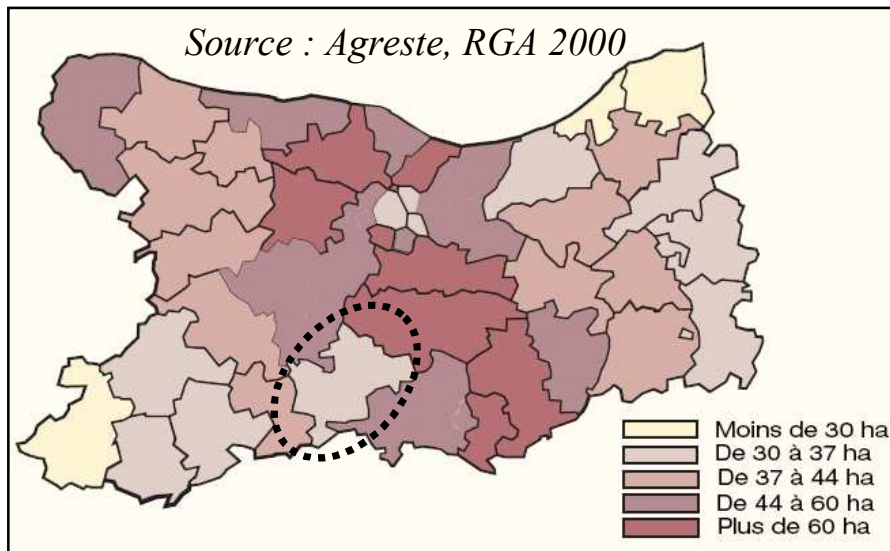 Source : Agreste, RGA 2000
Moins de 30 ha
De 30 à 37 ha
De 37 à 44 ha
De 44 à 60 ha
Plus de 60 ha